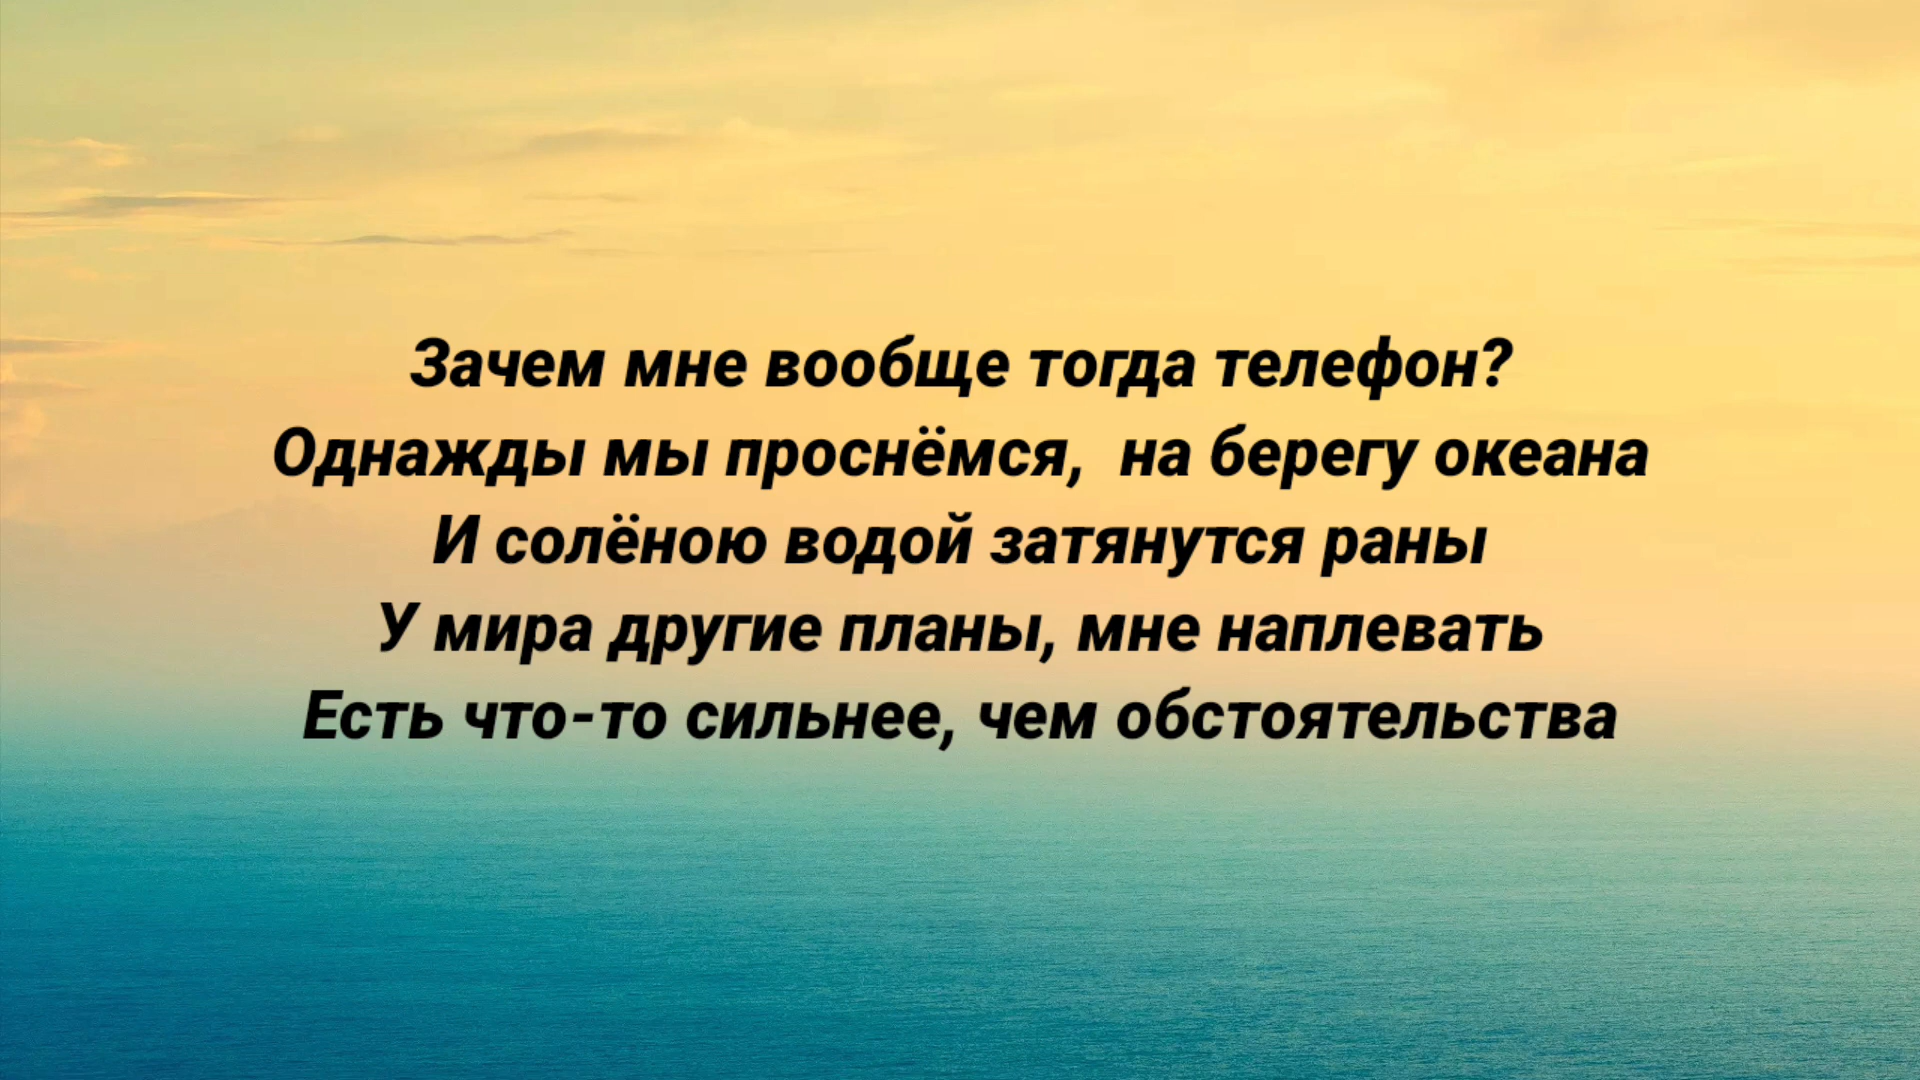 Зачем мне вообще тогда телефон?
Однажды мы проснёмся,  на берегу океана
И солёною водой затянутся раны
У мира другие планы, мне наплевать
Есть что-то сильнее, чем обстоятельства